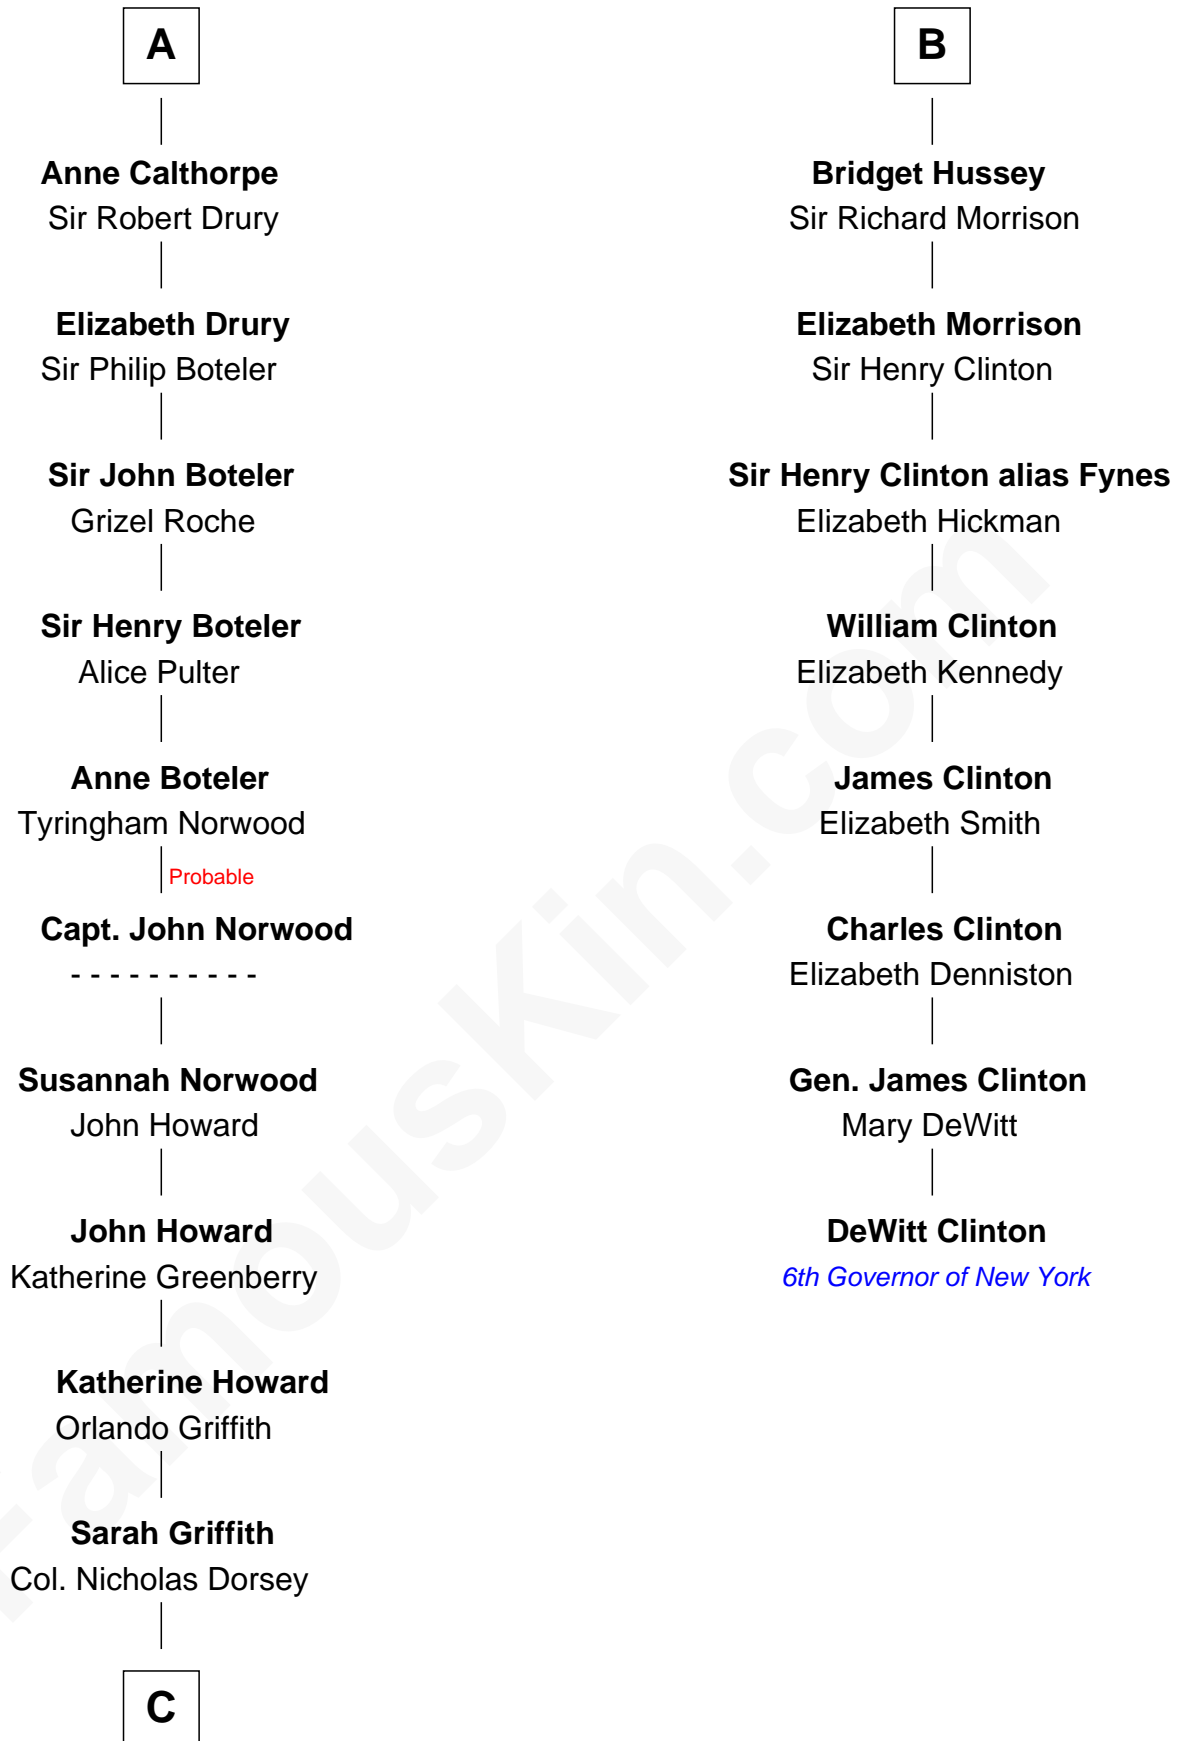 A
Anne Calthorpe
Sir Robert Drury
Elizabeth Drury
Sir Philip Boteler
Sir John Boteler
Grizel Roche
Sir Henry Boteler
Alice Pulter
Anne Boteler
Tyringham Norwood
Probable
Capt. John Norwood
- - - - - - - - - -
Susannah Norwood
John Howard
John Howard
Katherine Greenberry
Katherine Howard
Orlando Griffith
Sarah Griffith
Col. Nicholas Dorsey
C
B
Bridget Hussey
Sir Richard Morrison
Elizabeth Morrison
Sir Henry Clinton
Sir Henry Clinton alias Fynes
Elizabeth Hickman
William Clinton
Elizabeth Kennedy
James Clinton
Elizabeth Smith
Charles Clinton
Elizabeth Denniston
Gen. James Clinton
Mary DeWitt
DeWitt Clinton
6th Governor of New York
FamousKin.com